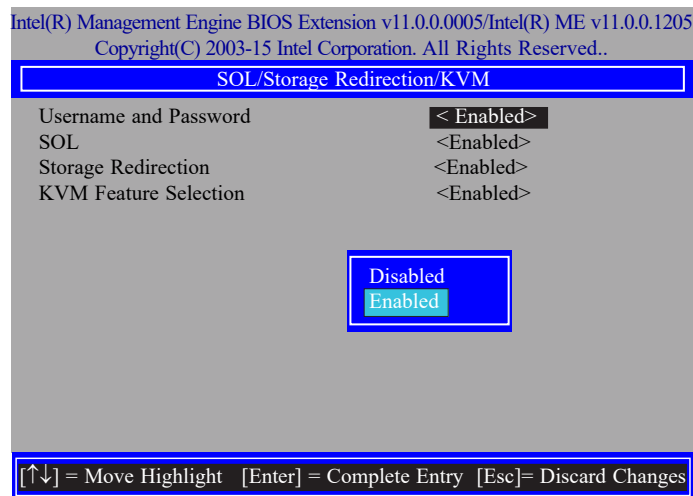 Intel(R) Management Engine BIOS Extension v11.0.0.0005/Intel(R) ME v11.0.0.1205
Copyright(C) 2003-15 Intel Corporation. All Rights Reserved..
SOL/Storage Redirection/KVM
Username and Password < Enabled>
SOL <Enabled>
Storage Redirection <Enabled>
KVM Feature Selection <Enabled>
Disabled
Enabled
[↑↓] = Move Highlight [Enter] = Complete Entry [Esc]= Discard Changes